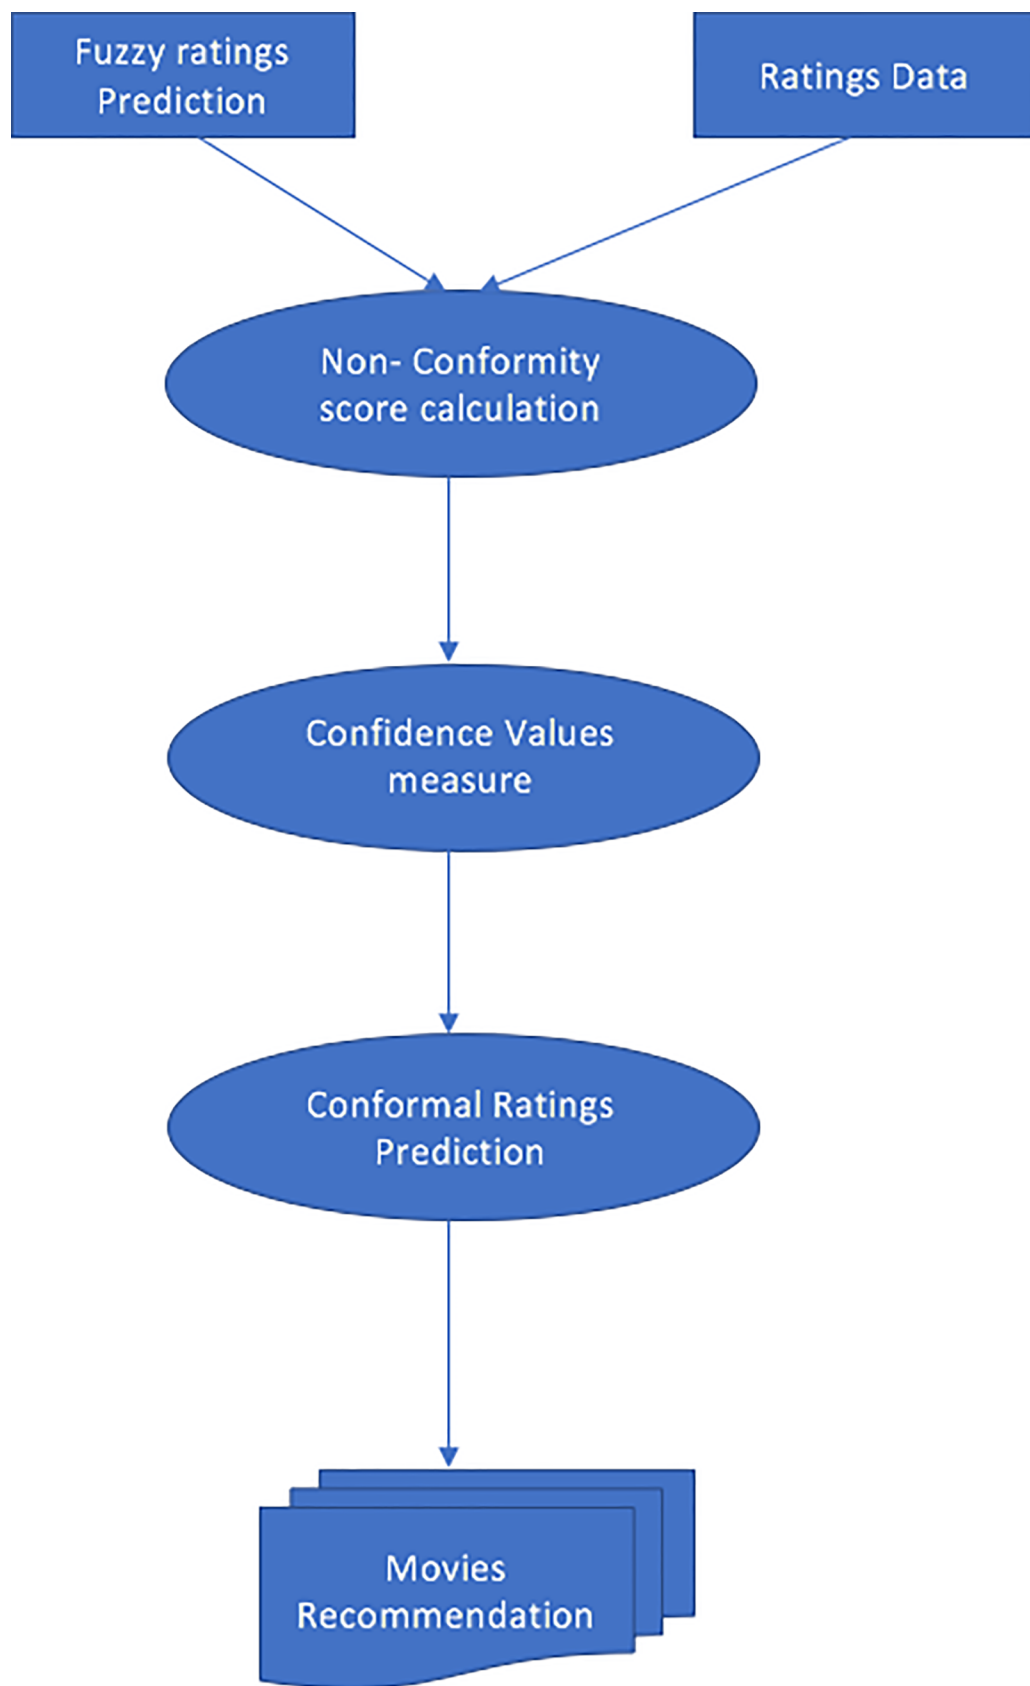 Fuzzy ratings
Prediction
Ratings Data
Non- Conformity
score calculation
Confidence Values
measure
Conformal Ratings
Prediction
Movies
Recommendation